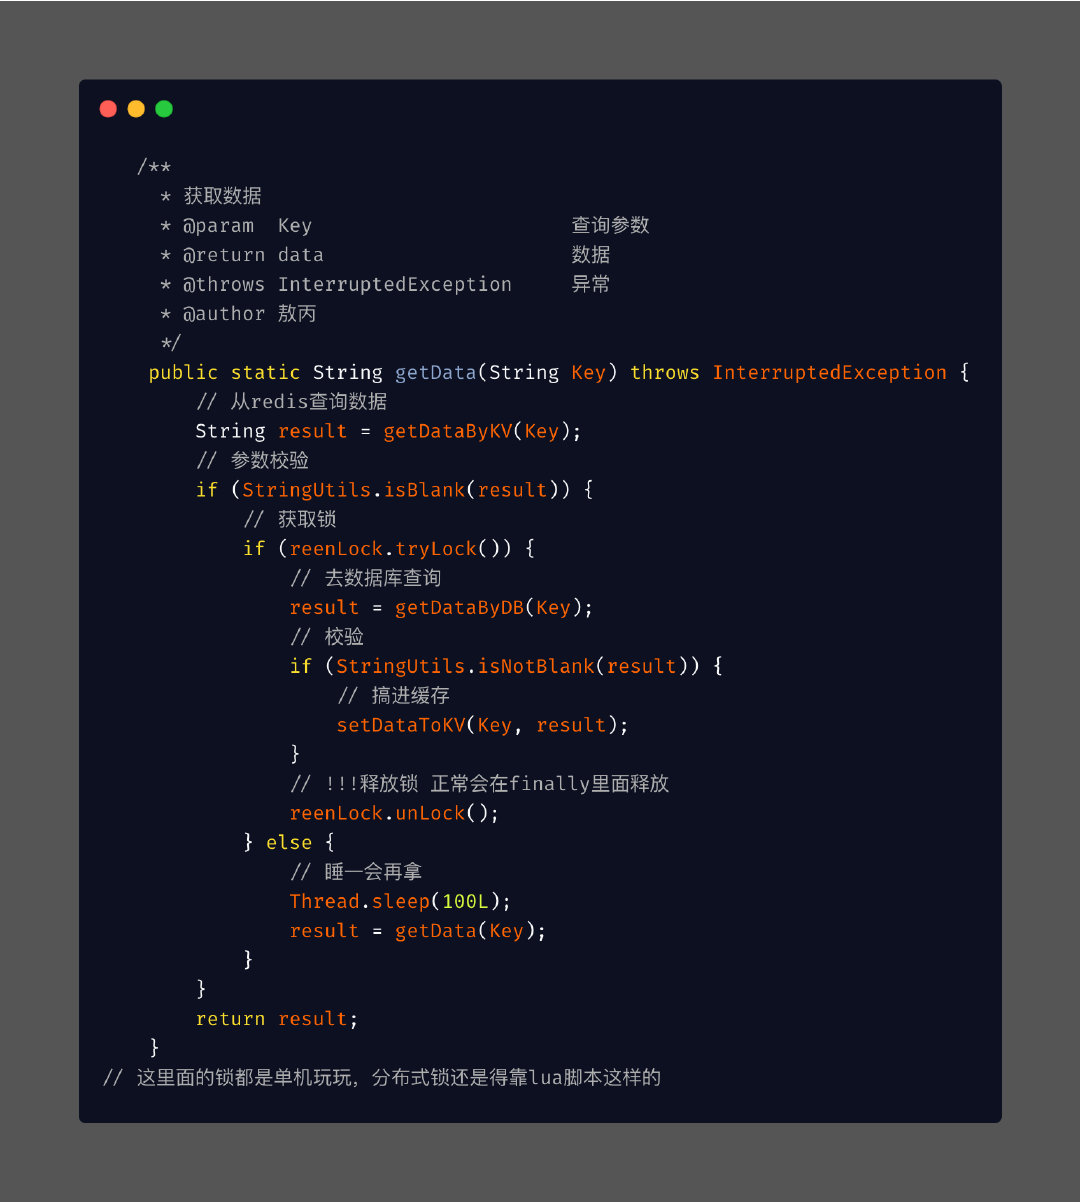 /**
* 获取数据
* @param Key 查询参数
* @return data 数据
* @throws InterruptedException 异常
* @author 敖丙
*/
public static String getData(String Key) throws InterruptedException {
// 从redis查询数据
String result = getDataByKV(Key);
// 参数校验
if (StringUtils.isBlank(result)) {
// 获取锁
if (reenLock.tryLock()) {
// 去数据库查询
result = getDataByDB(Key);
// 校验
if (StringUtils.isNotBlank(result)) {
// 搞进缓存
setDataToKV(Key, result);
}
// !!!释放锁 正常会在finally里面释放
reenLock.unLock();
} else {
// 睡一会再拿
Thread.sleep(100L);
result = getData(Key);
}
}
return result;
}
// 这里面的锁都是单机玩玩，分布式锁还是得靠lua脚本这样的